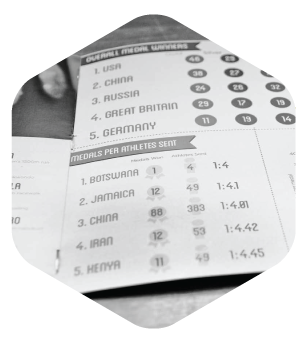 OVERALL MEDAL WINNERS
1. USA 46 29
2. CHINA 38 27
3. RUSSIA 24 26 32
4. GREAT BRITAIN 29 17 19
5. GERMANY 11 19 14
MEDALS PER ATHLETES SENT
1. BOTSWANA 1 4 1:4
2. JAMAICA 12 49 1:4.1
3. CHINA 88 383 1:4.01
4. IRAN 12 53 1:4.42
5. KENYA 11 49 1:4.45